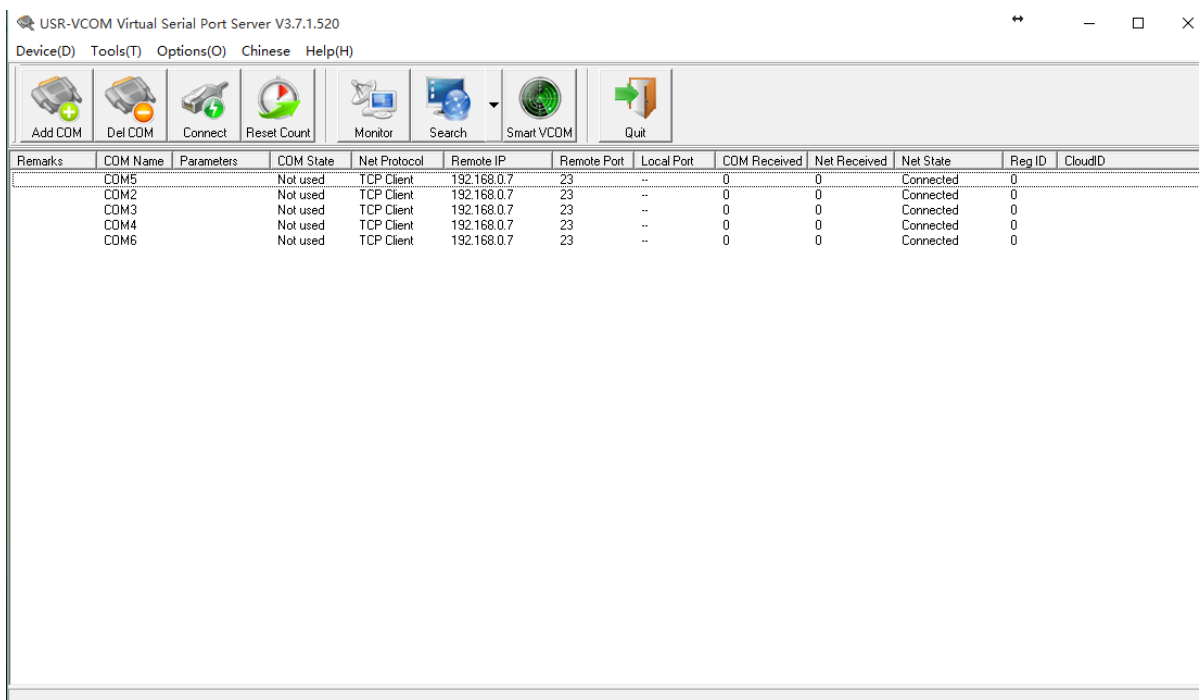 USR-VCOM Virtual Serial Port Server V3.7.1.520
Device(D) Tools(T) Options(O) Chinese Help(H)
Add COM Del COM Connect Reset Count Monitor Search Smart VCOM Quit
Remarks COM Name Parameters COM State Net Protocol Remote IP Remote Port Local Port COM Received Net Received Net State Reg ID CloudID
COM5 Not used TCP Client 192.168.0.7 23 -- 0 0 Connected 0
COM2 Not used TCP Client 192.168.0.7 23 -- 0 0 Connected 0
COM3 Not used TCP Client 192.168.0.7 23 -- 0 0 Connected 0
COM4 Not used TCP Client 192.168.0.7 23 -- 0 0 Connected 0
COM6 Not used TCP Client 192.168.0.7 23 -- 0 0 Connected 0